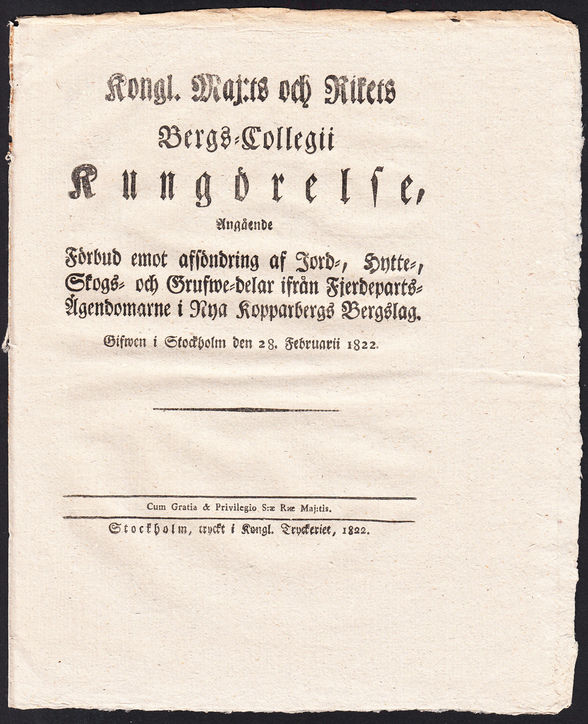 Kongl. Maj:ts och Rikets
Bergs-Collegii
Kungörelse,
Angående
Förbud emot afsöndring af Jord-, Hytte-,
Skogs- och Grufwe-delar ifrån Fjerdeparts-
Ägendomarne i Nya Kopparbergs Bergslag.
Gifwen i Stockholm den 28. Februarii 1822.
Cum Gratia & Privilegio S:æ R:æ Maj:tis.
Stockholm, tryckt i Kongl. Tryckeriet, 1822.